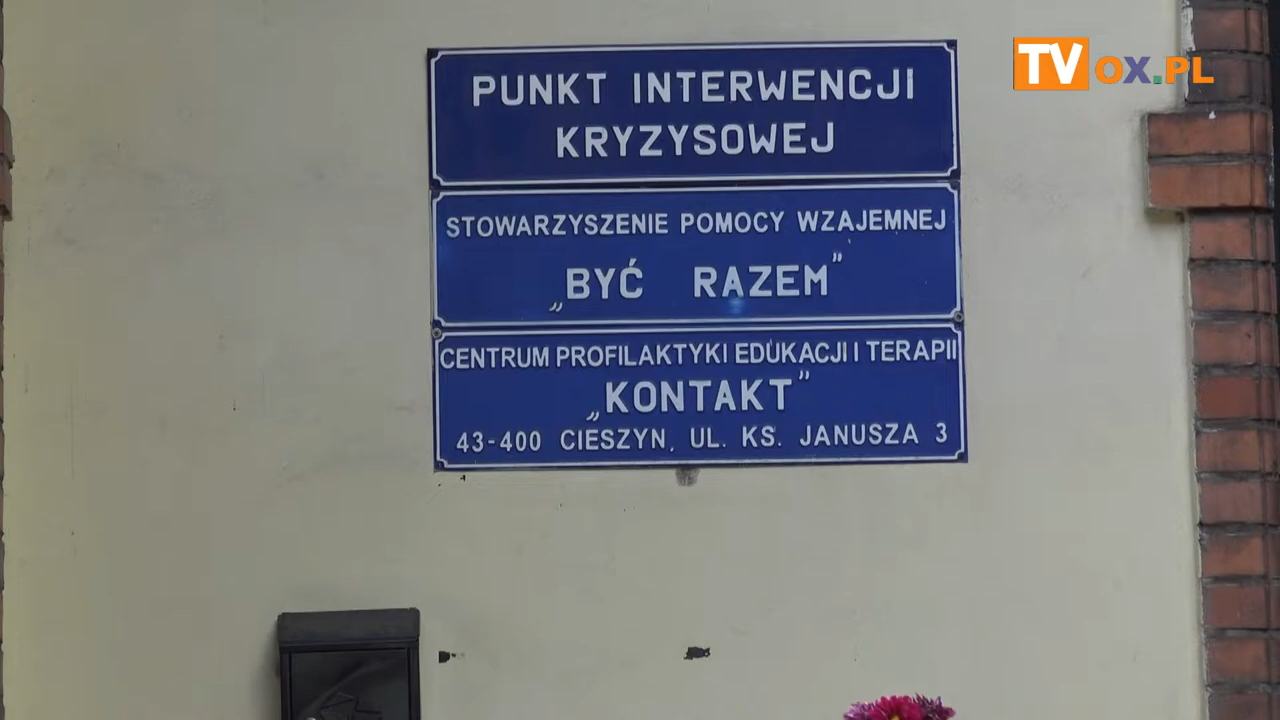 TVOX.PL
PUNKT INTERWENCJI
KRYZYSOWEJ
STOWARZYSZENIE POMOCY WZAJEMNEJ
„BYĆ RAZEM”
CENTRUM PROFILAKTYKI EDUKACJI I TERAPII
„KONTAKT”
43-400 CIESZYN, UL. KS. JANUSZA 3